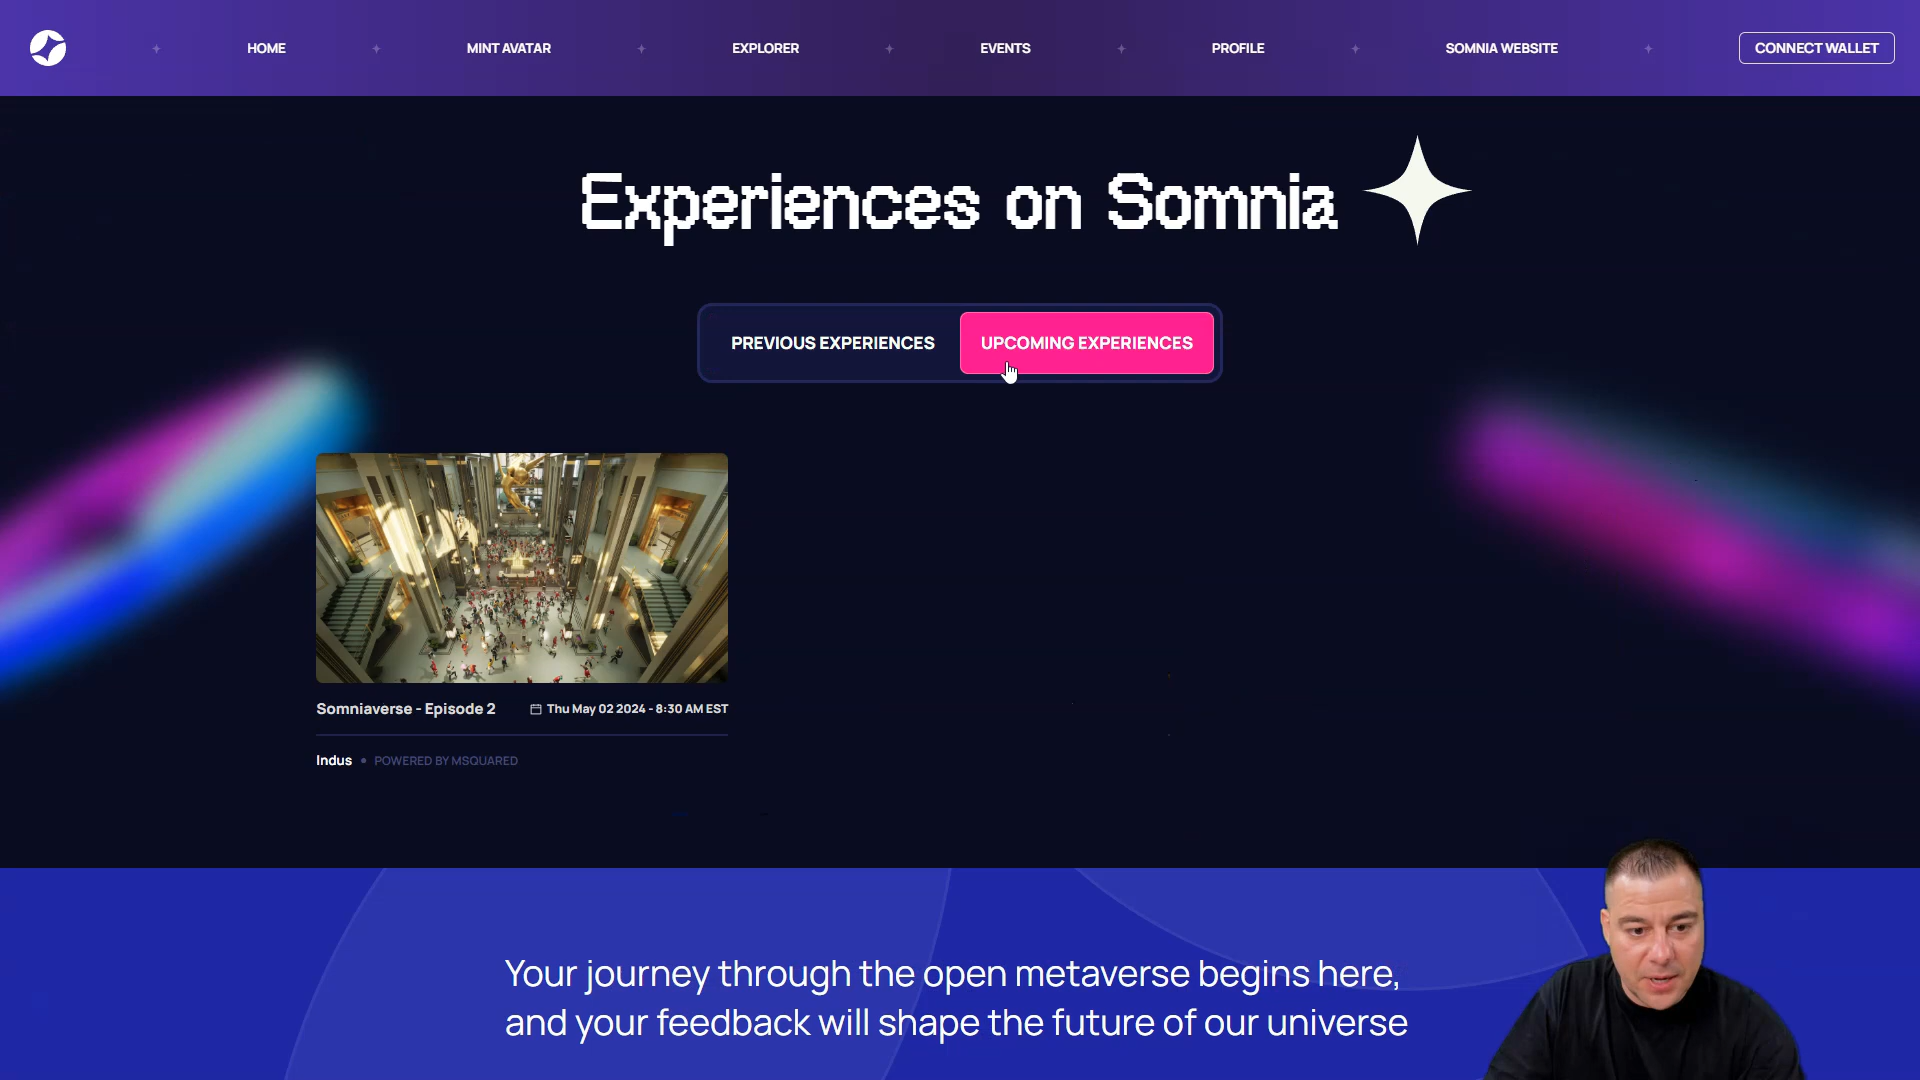 HOME
MINT AVATAR
EXPLORER
EVENTS
PROFILE
SOMNIA WEBSITE
CONNECT WALLET
Experiences on Somnia
PREVIOUS EXPERIENCES
UPCOMING EXPERIENCES
Somniaverse - Episode 2
Thu May 02 2024 - 8:30 AM EST
Indus • POWERED BY MSQUARED
Your journey through the open metaverse begins here,
and your feedback will shape the future of our universe